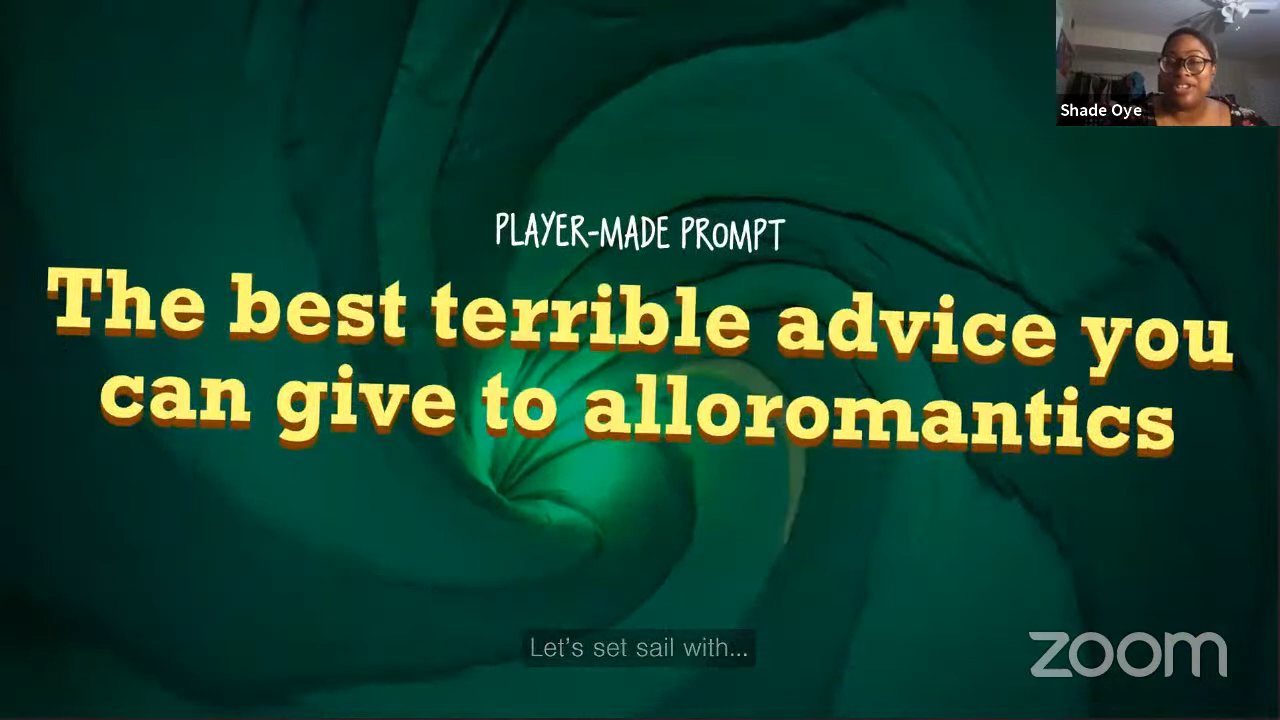 Shade Oye
PLAYER-MADE PROMPT
The best terrible advice you
can give to alloromantics
Let's set sail with...
zoom